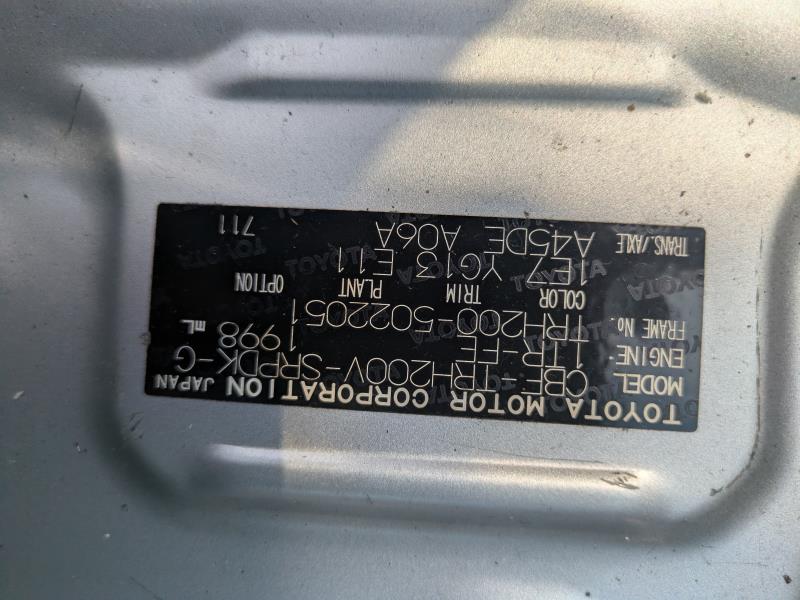 TOYOTA MOTOR CORPORATION JAPAN
MODEL CBF-TRH200V-SRPDK-G
ENGINE 1TR-FE 1998 mL
FRAME No. TRH200-5022051
COLOR TRIM PLANT OPTION
1E7 YG13 E11
TRANS./AXLE A45DE A06A
711